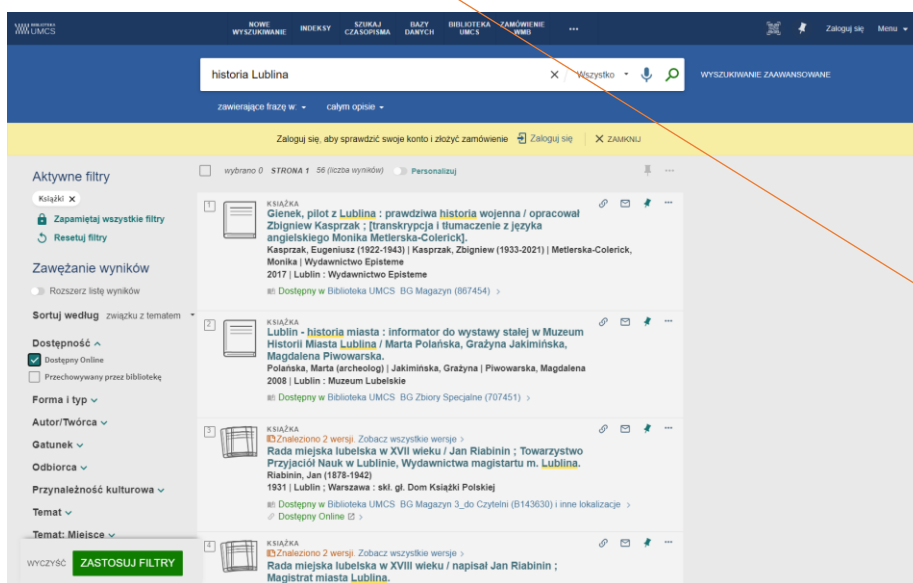 BIBLIOTEKA
UMCS
NOWE WYSZUKIWANIE
INDEKSY
SZUKAJ CZASOPISMA
BAZY DANYCH
BIBLIOTEKA UMCS
ZAMÓWIENIE WMB
...
Zaloguj się
Menu
historia Lublina
Wszystko
WYSZUKIWANIE ZAAWANSOWANE
zawierające frazę w:
całym opisie
Zaloguj się, aby sprawdzić swoje konto i złożyć zamówienie Zaloguj się X ZAMKNIJ
Aktywne filtry
Książki X
Zapamiętaj wszystkie filtry
Resetuj filtry
Zawężanie wyników
Rozszerz listę wyników
Sortuj według związku z tematem
Dostępność
Dostępny Online
Przechowywany przez bibliotekę
Forma i typ
Autor/Twórca
Gatunek
Odbiorca
Przynależność kulturowa
Temat
Temat: Miejsce
WYCZYŚĆ
ZASTOSUJ FILTRY
wybrano 0 STRONA 1 56 (liczba wyników) Personalizuj
1
KSIĄŻKA
Gienek, pilot z Lublina : prawdziwa historia wojenna / opracował
Zbigniew Kasprzak ; [transkrypcja i tłumaczenie z języka
angielskiego Monika Metlerska-Colerick].
Kasprzak, Eugeniusz (1922-1943) | Kasprzak, Zbigniew (1933-2021) | Metlerska-Colerick,
Monika | Wydawnictwo Episteme
2017 | Lublin : Wydawnictwo Episteme
Dostępny w Biblioteka UMCS BG Magazyn (867454) >
2
KSIĄŻKA
Lublin - historia miasta : informator do wystawy stałej w Muzeum
Historii Miasta Lublina / Marta Polańska, Grażyna Jakimińska,
Magdalena Piwowarska.
Polańska, Marta (archeolog) | Jakimińska, Grażyna | Piwowarska, Magdalena
2008 | Lublin : Muzeum Lubelskie
Dostępny w Biblioteka UMCS BG Zbiory Specjalne (707451) >
3
KSIĄŻKA
Znaleziono 2 wersji. Zobacz wszystkie wersje >
Rada miejska lubelska w XVII wieku / Jan Riabinin ; Towarzystwo
Przyjaciół Nauk w Lublinie, Wydawnictwa magistartu m. Lublina.
Riabinin, Jan (1878-1942)
1931 | Lublin ; Warszawa : skł. gł. Dom Książki Polskiej
Dostępny w Biblioteka UMCS BG Magazyn 3_do Czytelni (B143630) i inne lokalizacje >
Dostępny Online >
4
KSIĄŻKA
Znaleziono 2 wersji. Zobacz wszystkie wersje >
Rada miejska lubelska w XVIII wieku / napisał Jan Riabinin ;
Magistrat miasta Lublina.